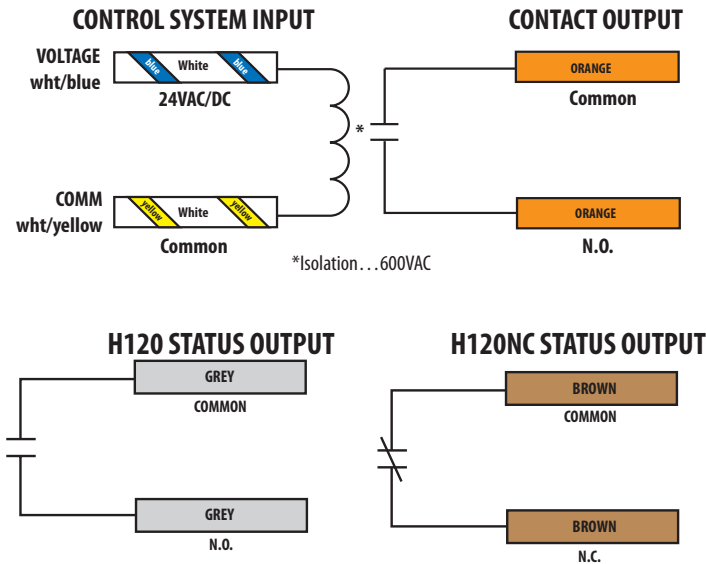 CONTROL SYSTEM INPUT
CONTACT OUTPUT
VOLTAGE
wht/blue
blue
White
blue
24VAC/DC
ORANGE
Common
*
COMM
wht/yellow
yellow
White
yellow
Common
ORANGE
N.O.
*Isolation...600VAC
H120 STATUS OUTPUT
GREY
COMMON
GREY
N.O.
H120NC STATUS OUTPUT
BROWN
COMMON
BROWN
N.C.